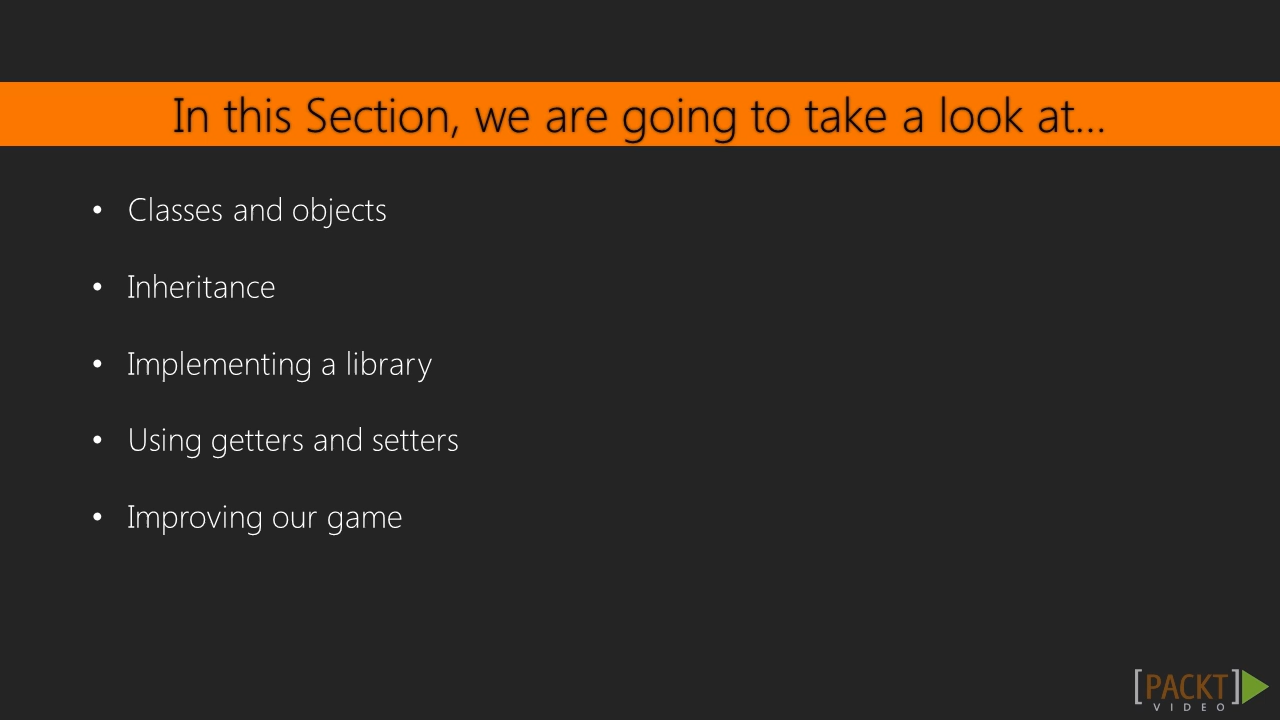 In this Section, we are going to take a look at...
• Classes and objects
• Inheritance
• Implementing a library
• Using getters and setters
• Improving our game
[PACKT]
VIDEO